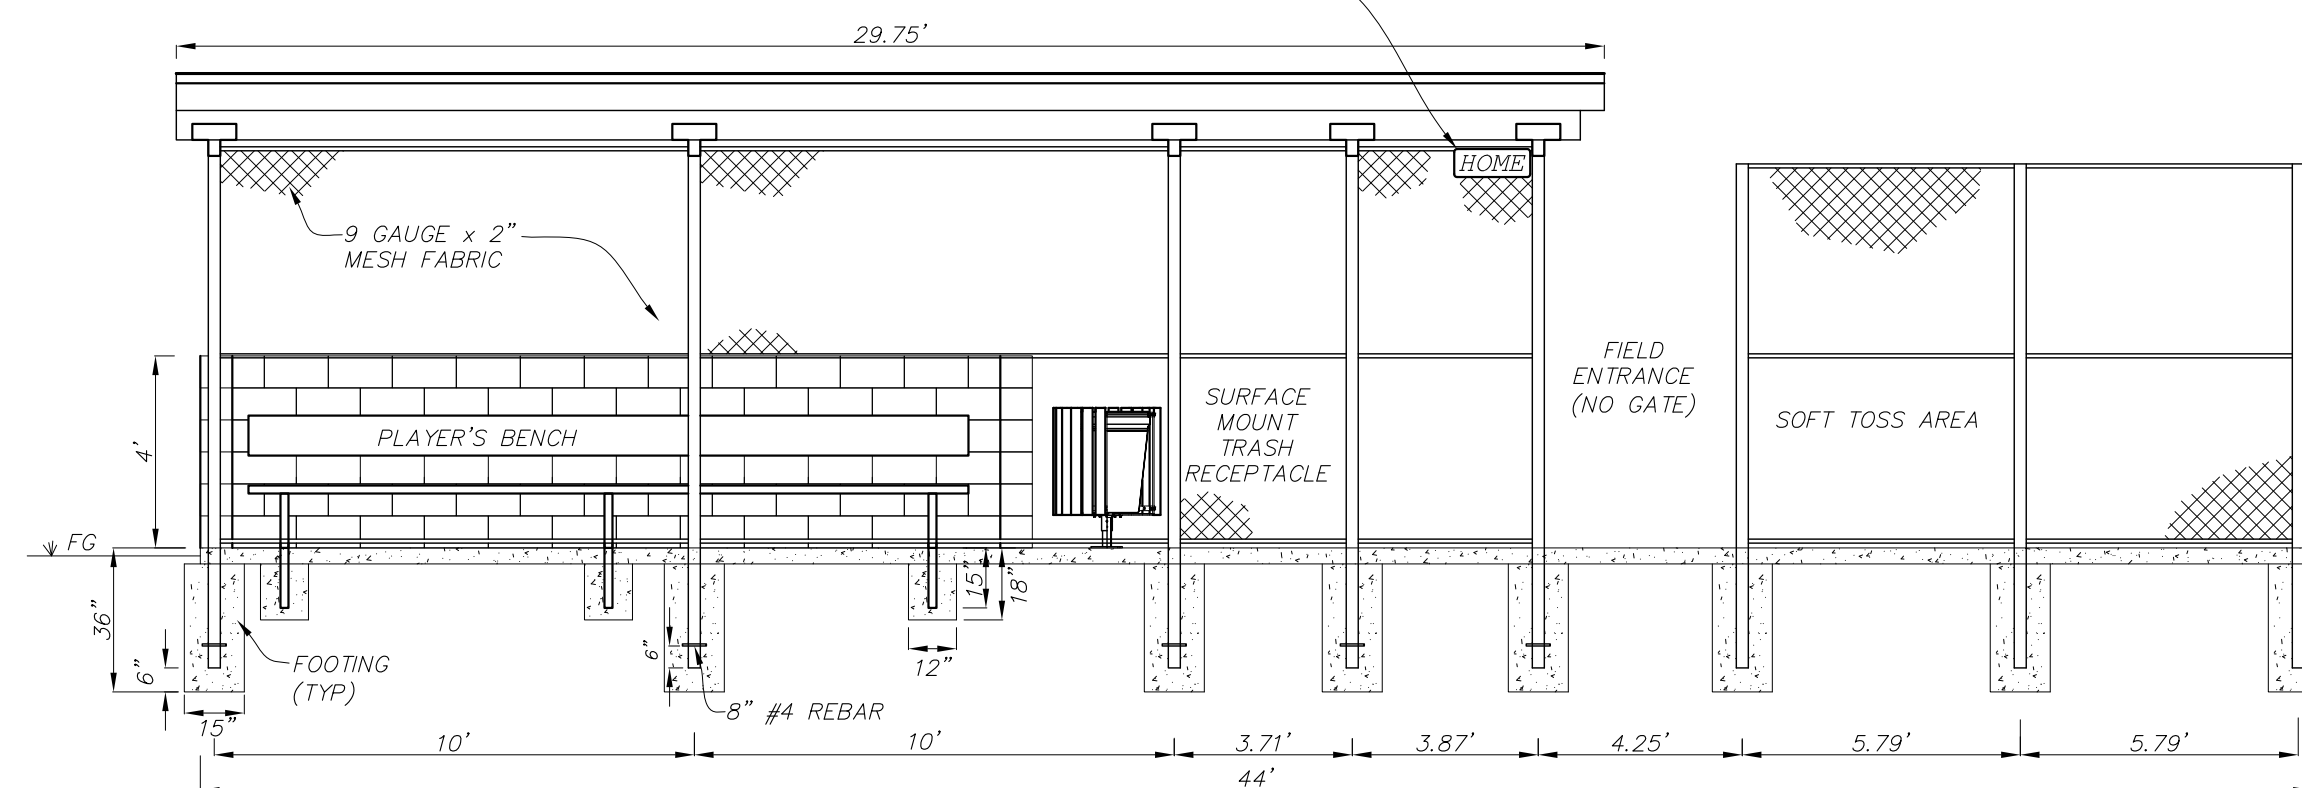 29.75’
HOME
9 GAUGE x 2”
MESH FABRIC
FIELD
ENTRANCE
(NO GATE)
SURFACE
MOUNT
TRASH
RECEPTACLE
SOFT TOSS AREA
PLAYER’S BENCH
4’
FG
36”
6”
15”
FOOTING
(TYP)
6”
8” #4 REBAR
12”
15”
18”
10’
10’
3.71’
3.87’
4.25’
5.79’
5.79’
44’